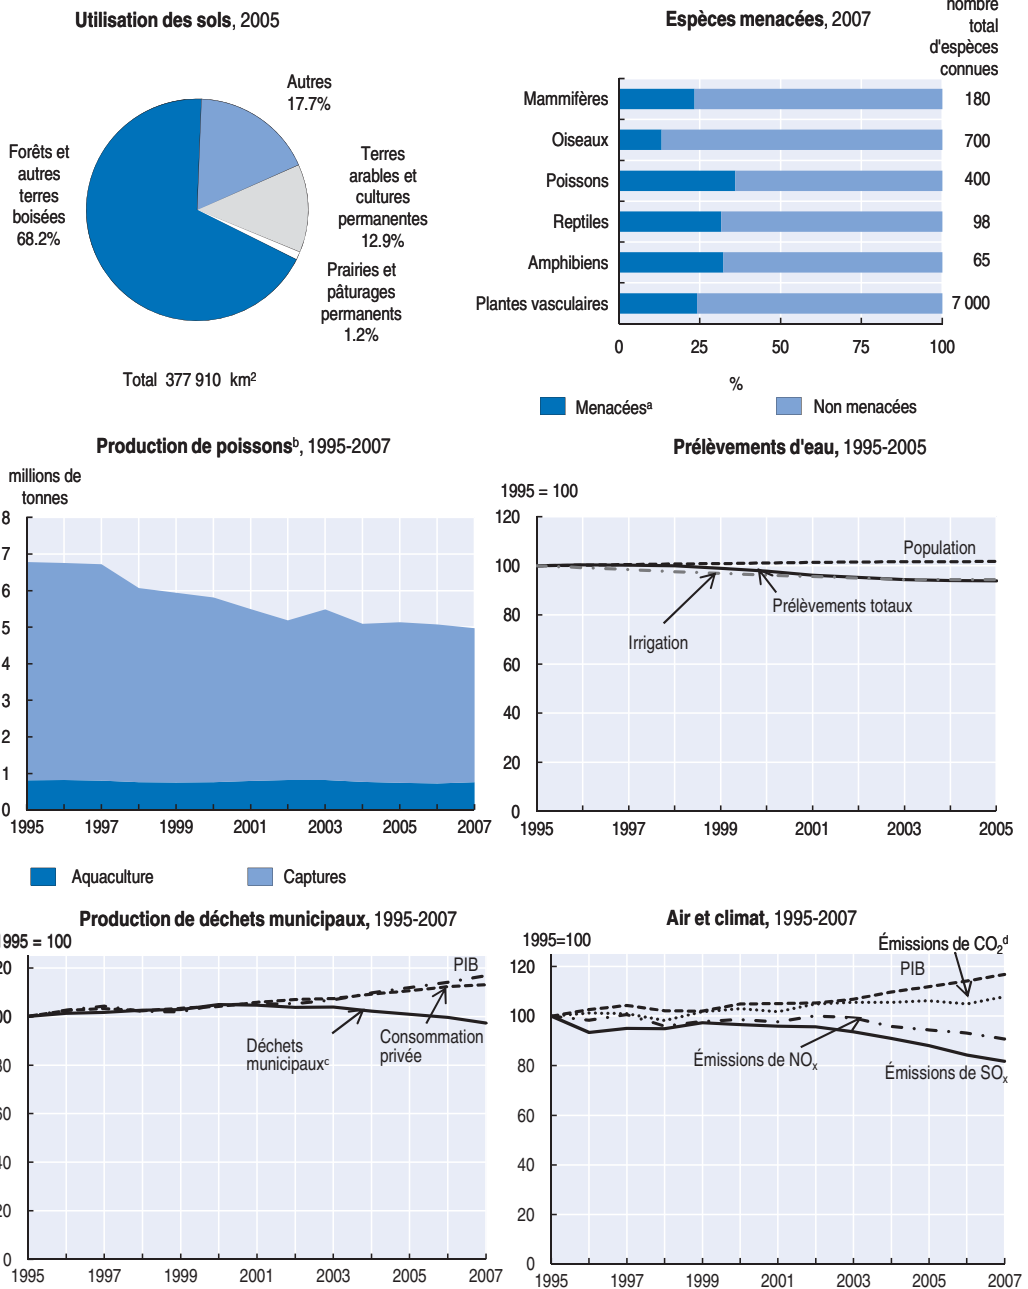 Utilisation des sols, 2005
Autres
17.7%
Forêts et
autres
terres
boisées
68.2%
Terres
arables et
cultures
permanentes
12.9%
Prairies et
pâturages
permanents
1.2%
Total 377 910 km²
Espèces menacées, 2007
nombre
total
d'espèces
connues
Mammifères 180
Oiseaux 700
Poissons 400
Reptiles 98
Amphibiens 65
Plantes vasculaires 7 000
0 25 50 75 100
%
Menacéesᵃ Non menacées
Production de poissonsᵇ, 1995-2007
millions de
tonnes
8
7
6
5
4
3
2
1
0
1995 1997 1999 2001 2003 2005 2007
Aquaculture Captures
Prélèvements d'eau, 1995-2005
1995 = 100
120
100
80
60
40
20
0
Population
Prélèvements totaux
Irrigation
1995 1997 1999 2001 2003 2005
Production de déchets municipaux, 1995-2007
1995 = 100
20
00
80
60
40
20
0
PIB
Consommation
privée
Déchets
municipauxᶜ
1995 1997 1999 2001 2003 2005 2007
Air et climat, 1995-2007
1995=100
120
100
80
60
40
20
0
Émissions de CO₂ᵈ
PIB
Émissions de NOₓ
Émissions de SOₓ
1995 1997 1999 2001 2003 2005 2007